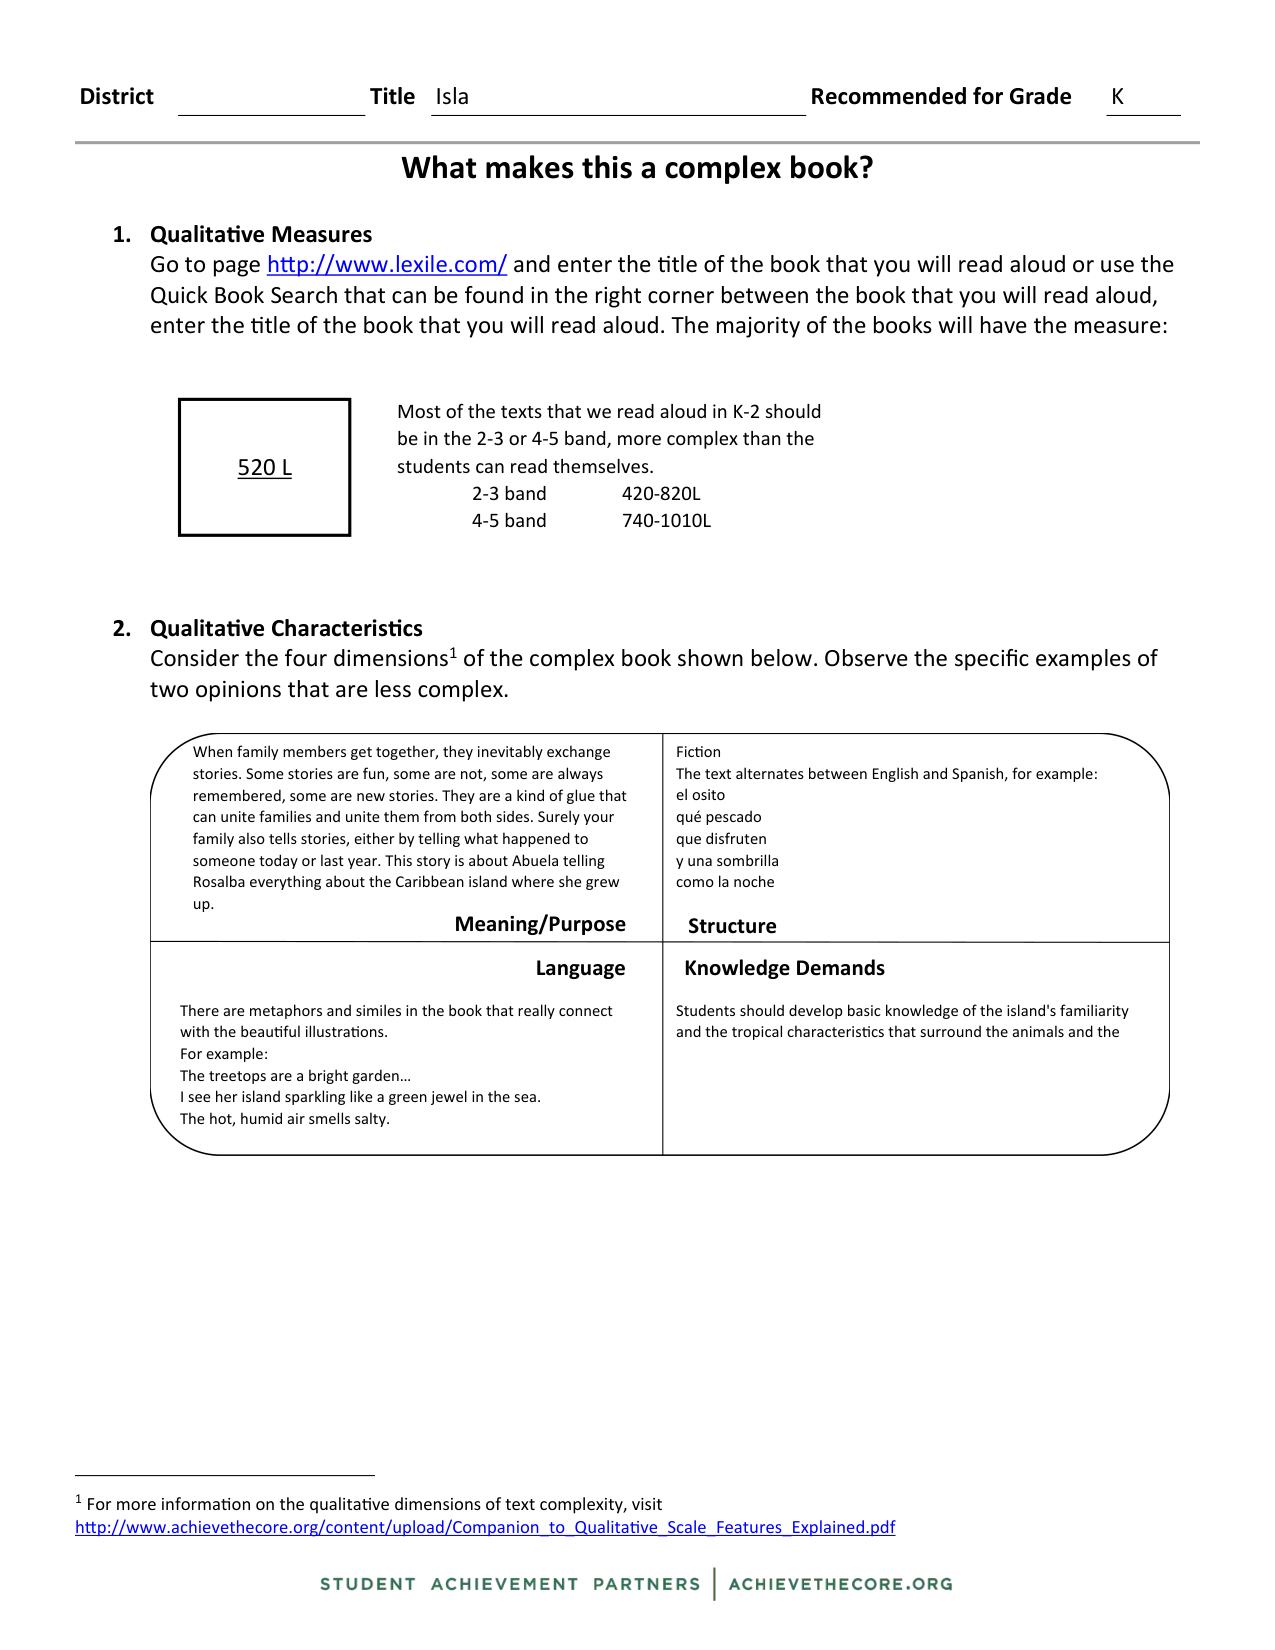 District Title Isla Recommended for Grade K
What makes this a complex book?
1. Qualitative Measures
Go to page http://www.lexile.com/ and enter the title of the book that you will read aloud or use the
Quick Book Search that can be found in the right corner between the book that you will read aloud,
enter the title of the book that you will read aloud. The majority of the books will have the measure:
520 L
Most of the texts that we read aloud in K-2 should
be in the 2-3 or 4-5 band, more complex than the
students can read themselves.
2-3 band 420-820L
4-5 band 740-1010L
2. Qualitative Characteristics
Consider the four dimensions1 of the complex book shown below. Observe the specific examples of
two opinions that are less complex.
When family members get together, they inevitably exchange
stories. Some stories are fun, some are not, some are always
remembered, some are new stories. They are a kind of glue that
can unite families and unite them from both sides. Surely your
family also tells stories, either by telling what happened to
someone today or last year. This story is about Abuela telling
Rosalba everything about the Caribbean island where she grew
up.
Meaning/Purpose
Fiction
The text alternates between English and Spanish, for example:
el osito
qué pescado
que disfruten
y una sombrilla
como la noche
Structure
Language
There are metaphors and similes in the book that really connect
with the beautiful illustrations.
For example:
The treetops are a bright garden…
I see her island sparkling like a green jewel in the sea.
The hot, humid air smells salty.
Knowledge Demands
Students should develop basic knowledge of the island's familiarity
and the tropical characteristics that surround the animals and the
1 For more information on the qualitative dimensions of text complexity, visit
http://www.achievethecore.org/content/upload/Companion_to_Qualitative_Scale_Features_Explained.pdf
STUDENT ACHIEVEMENT PARTNERS | ACHIEVETHECORE.ORG